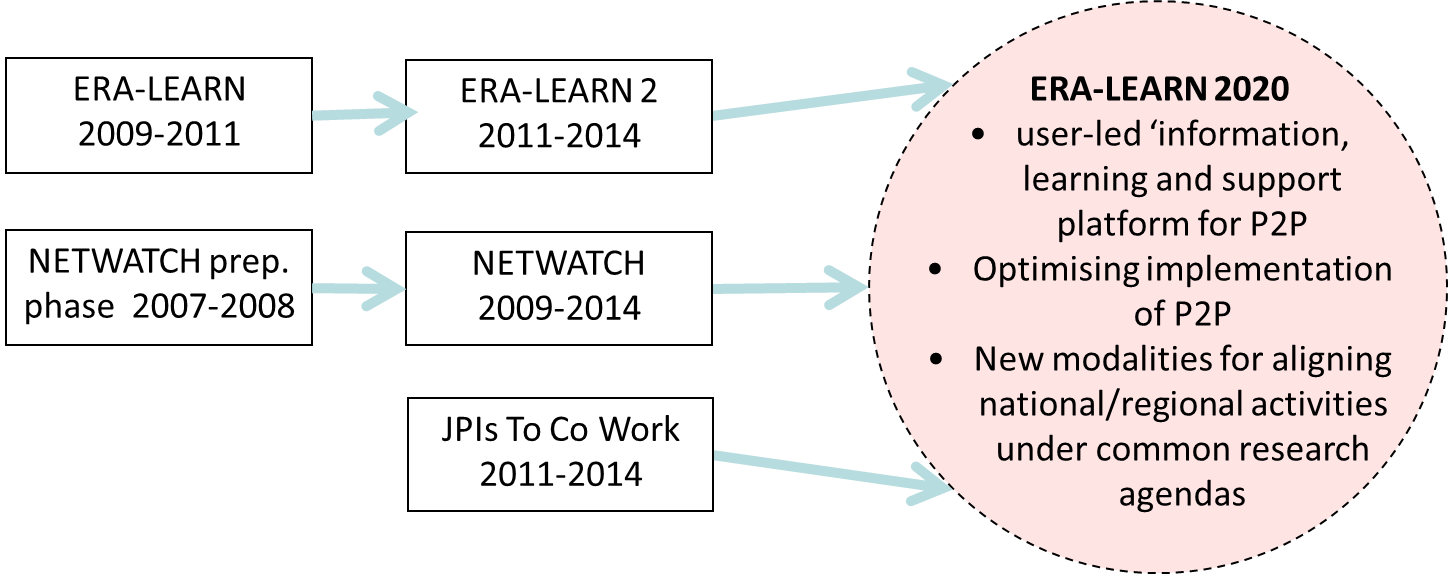 ERA-LEARN
2009-2011
ERA-LEARN 2
2011-2014
NETWATCH prep.
phase 2007-2008
NETWATCH
2009-2014
JPIs To Co Work
2011-2014
ERA-LEARN 2020
• user-led ‘information,
learning and support
platform for P2P
• Optimising implementation
of P2P
• New modalities for aligning
national/regional activities
under common research
agendas